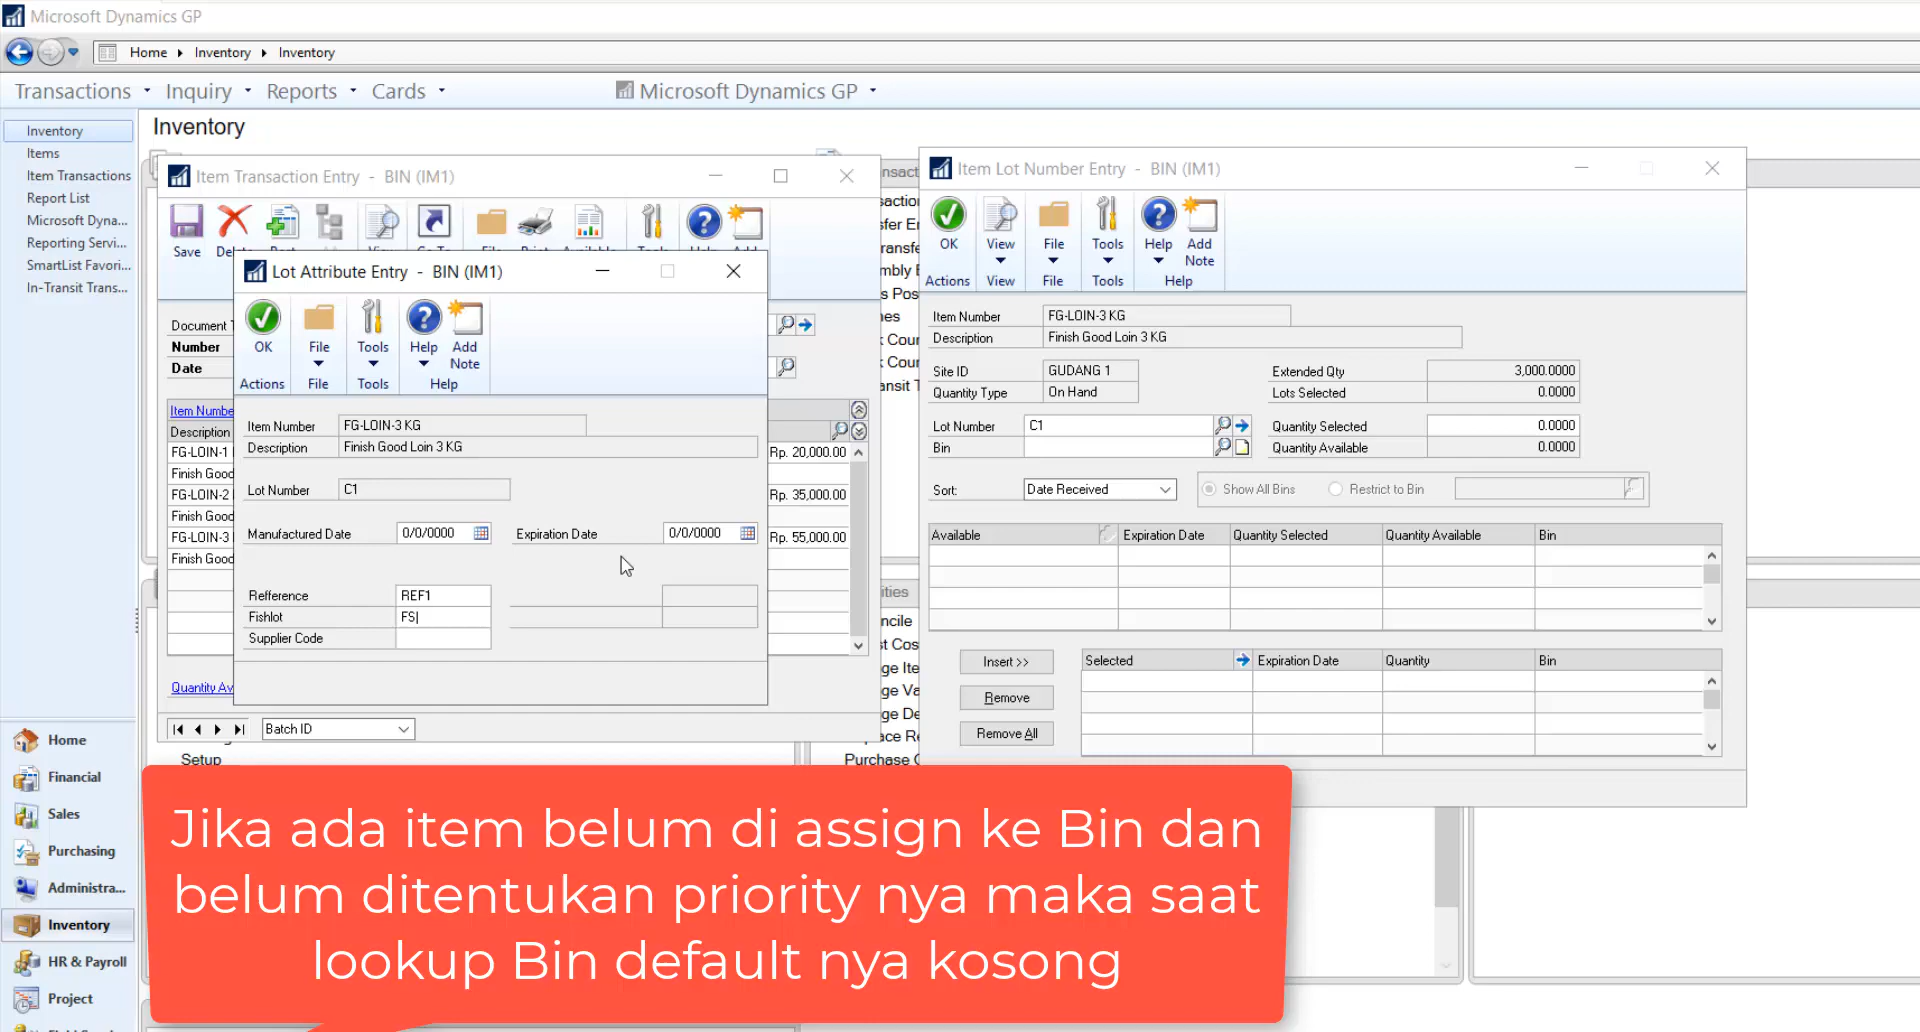 Microsoft Dynamics GP
Home Inventory Inventory
Transactions Inquiry Reports Cards Microsoft Dynamics GP
Inventory
Items
Item Transactions
Report List
Microsoft Dyna...
Reporting Servi...
SmartList Favori...
In-Transit Trans...
Home
Financial
Sales
Purchasing
Administra...
Inventory
HR & Payroll
Project
Inventory
Item Transaction Entry - BIN (IM1)
Save
Number
Date
Item Numbe
Description
FG-LOIN-1 Rp. 20,000.00
Finish Good
FG-LOIN-2 Rp. 35,000.00
Finish Good
FG-LOIN-3 Rp. 55,000.00
Finish Good
Quantity Av
Batch ID
Setup
Lot Attribute Entry - BIN (IM1)
OK File Tools Help Add Note
Actions File Tools Help
Item Number FG-LOIN-3 KG
Description Finish Good Loin 3 KG
Lot Number C1
Manufactured Date 0/0/0000 Expiration Date 0/0/0000
Refference REF1
Fishlot FS
Supplier Code
Item Lot Number Entry - BIN (IM1)
OK View File Tools Help Add Note
Actions View File Tools Help
Item Number FG-LOIN-3 KG
Description Finish Good Loin 3 KG
Site ID GUDANG 1 Extended Qty 3,000.0000
Quantity Type On Hand Lots Selected 0.0000
Lot Number C1 Quantity Selected 0.0000
Bin Quantity Available 0.0000
Sort: Date Received Show All Bins Restrict to Bin
Available Expiration Date Quantity Selected Quantity Available Bin
Insert >> Selected Expiration Date Quantity Bin
Remove
Remove All
Jika ada item belum di assign ke Bin dan
belum ditentukan priority nya maka saat
lookup Bin default nya kosong